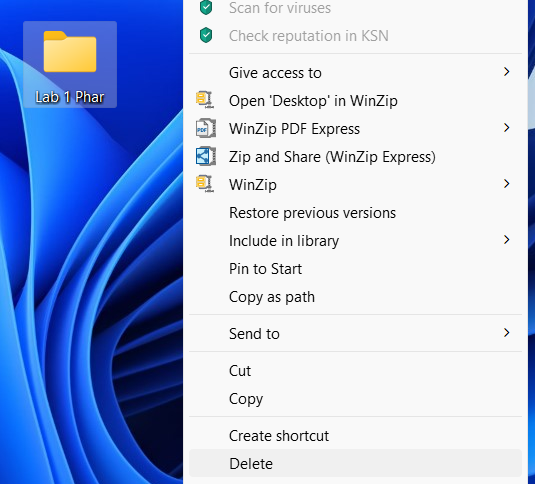 Lab 1 Phar
Scan for viruses
Check reputation in KSN
Give access to
Open 'Desktop' in WinZip
PDF
WinZip PDF Express
Zip and Share (WinZip Express)
WinZip
Restore previous versions
Include in library
Pin to Start
Copy as path
Send to
Cut
Copy
Create shortcut
Delete